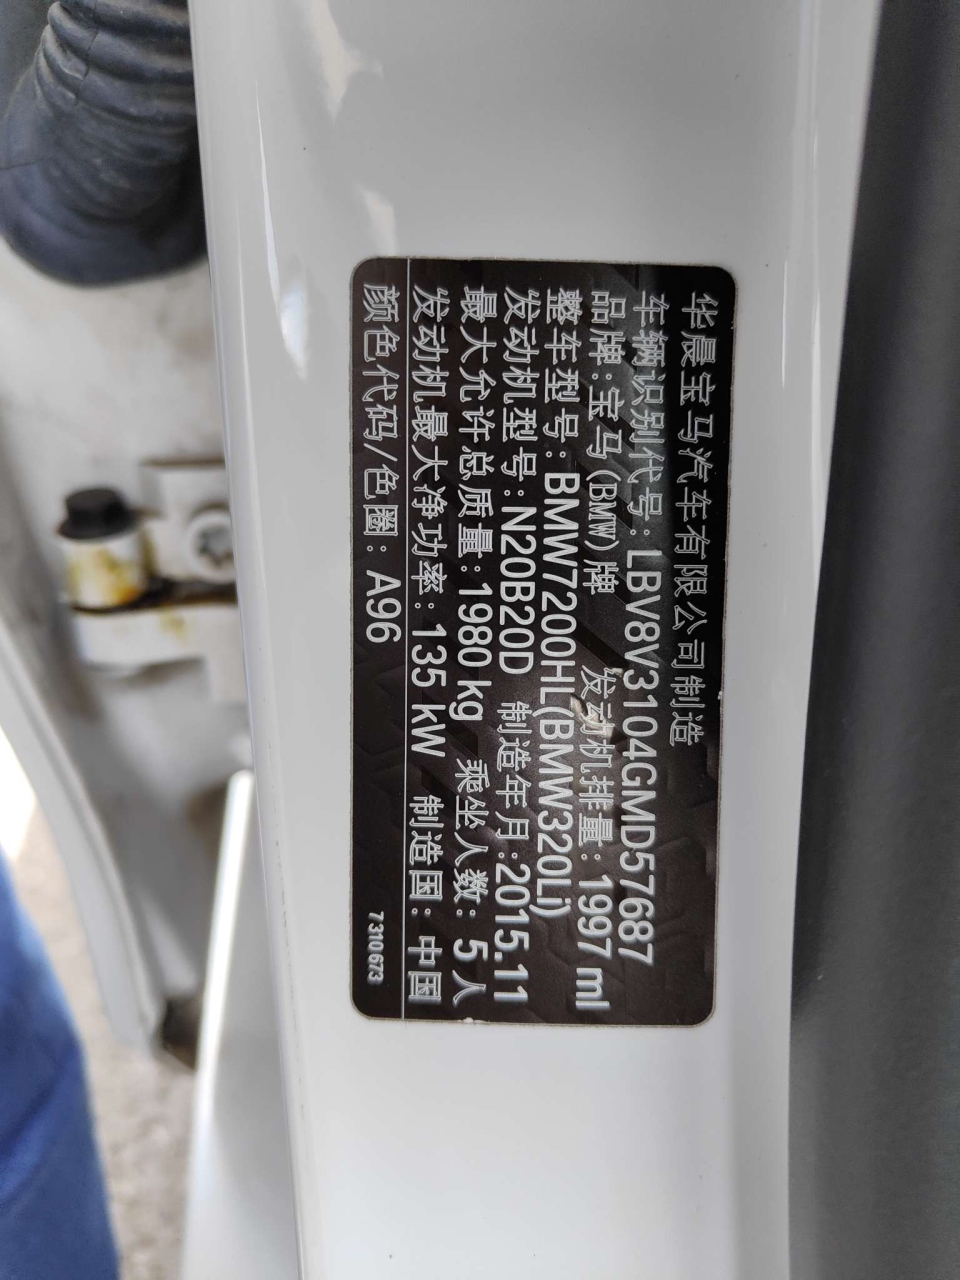 华晨宝马汽车有限公司制造
车辆识别代号: LBV8V3104GMD57687
品牌: 宝马(BMW)牌 发动机排量: 1997 ml
整车型号: BMW7200HL(BMW320Li)
发动机型号: N20B20D 制造年月: 2015.11
最大允许总质量: 1980 kg 乘坐人数: 5 人
发动机最大净功率: 135 kW 制造国: 中国
颜色代码/色圈: A96 7310673